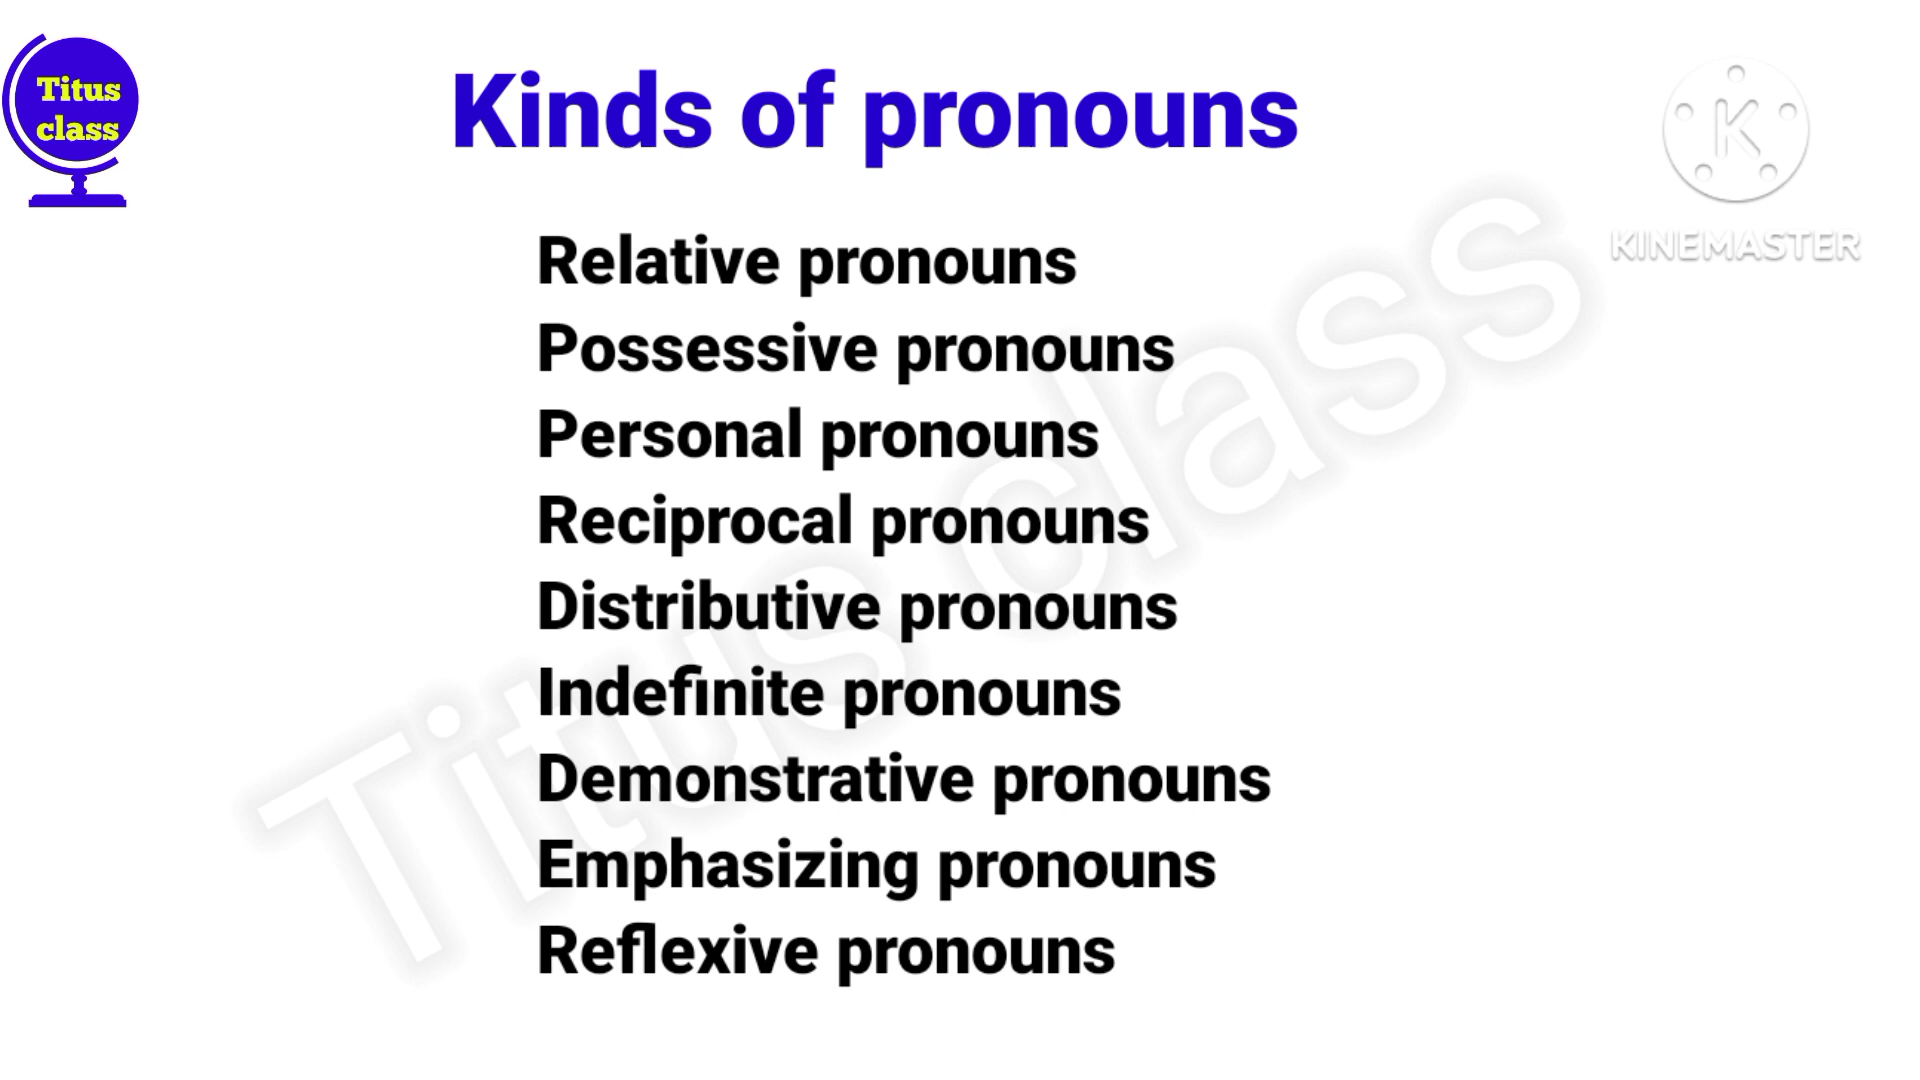 Titus
class
Kinds of pronouns
K
KINEMASTER
Relative pronouns
Possessive pronouns
Personal pronouns
Reciprocal pronouns
Distributive pronouns
Indefinite pronouns
Demonstrative pronouns
Emphasizing pronouns
Reflexive pronouns
Titus class